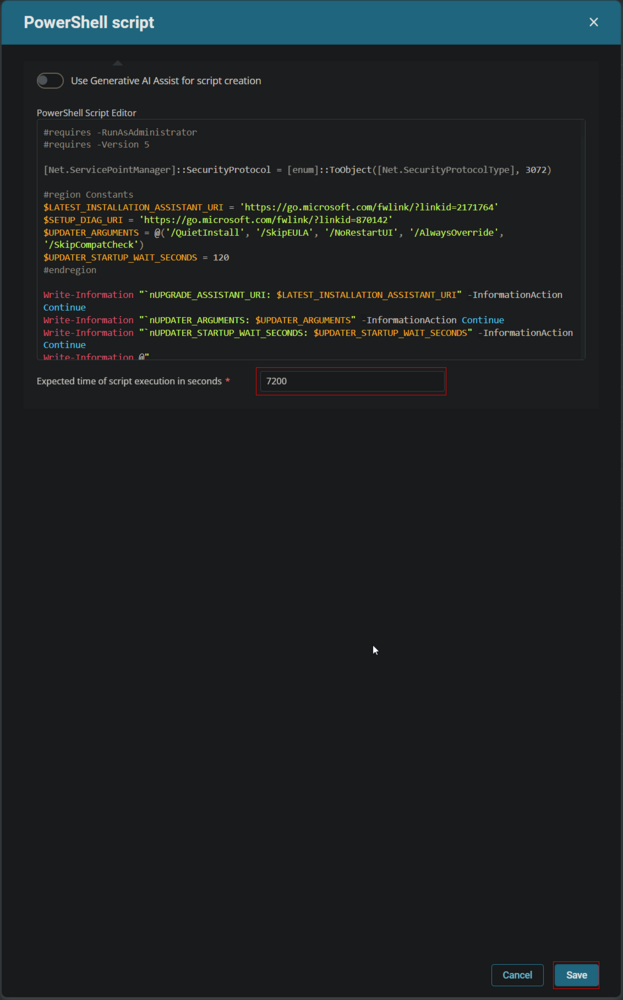 PowerShell script
Use Generative AI Assist for script creation
PowerShell Script Editor
#requires -RunAsAdministrator
#requires -Version 5
[Net.ServicePointManager]::SecurityProtocol = [enum]::ToObject([Net.SecurityProtocolType], 3072)
#region Constants
$LATEST_INSTALLATION_ASSISTANT_URI = 'https://go.microsoft.com/fwlink/?linkid=2171764'
$SETUP_DIAG_URI = 'https://go.microsoft.com/fwlink/?linkid=870142'
$UPDATER_ARGUMENTS = @('/QuietInstall', '/SkipEULA', '/NoRestartUI', '/AlwaysOverride',
'/SkipCompatCheck')
$UPDATER_STARTUP_WAIT_SECONDS = 120
#endregion
Write-Information "`nUPGRADE_ASSISTANT_URI: $LATEST_INSTALLATION_ASSISTANT_URI" -InformationAction
Continue
Write-Information "`nUPDATER_ARGUMENTS: $UPDATER_ARGUMENTS" -InformationAction Continue
Write-Information "`nUPDATER_STARTUP_WAIT_SECONDS: $UPDATER_STARTUP_WAIT_SECONDS" -InformationAction
Continue
Write-Information @"
Expected time of script execution in seconds *
7200
Cancel
Save